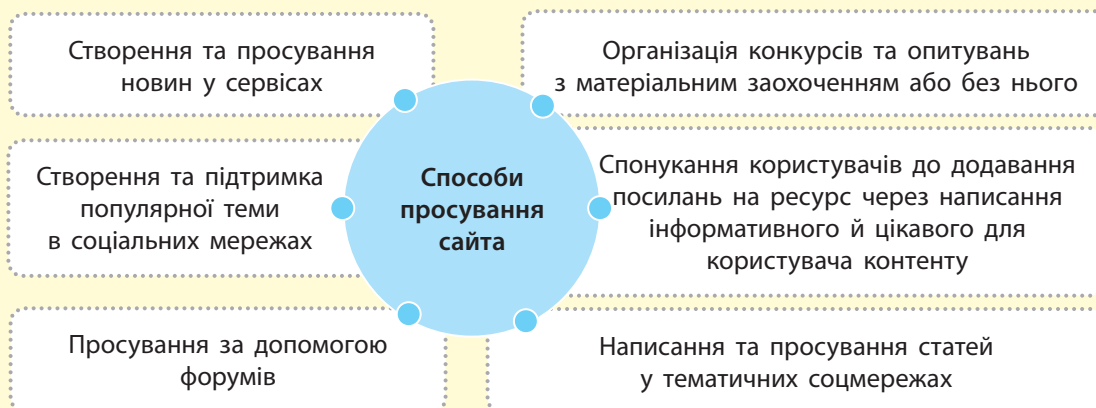 Створення та просування
новин у сервісах
Організація конкурсів та опитувань
з матеріальним заохоченням або без нього
Створення та підтримка
популярної теми
в соціальних мережах
Способи
просування
сайта
Спонукання користувачів до додавання
посилань на ресурс через написання
інформативного й цікавого для
користувача контенту
Просування за допомогою
форумів
Написання та просування статей
у тематичних соцмережах